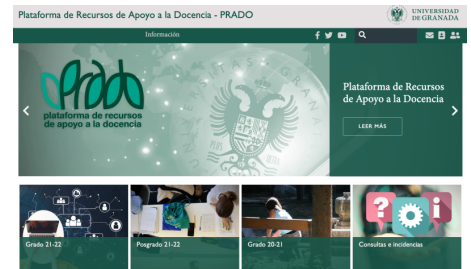 Plataforma de Recursos de Apoyo a la Docencia - PRADO
UNIVERSIDAD
DE GRANADA
Información
Prado
plataforma de recursos
de apoyo a la docencia
Plataforma de Recursos
de Apoyo a la Docencia
LEER MÁS
Grado 21-22
Posgrado 21-22
Grado 20-21
Consultas e incidencias